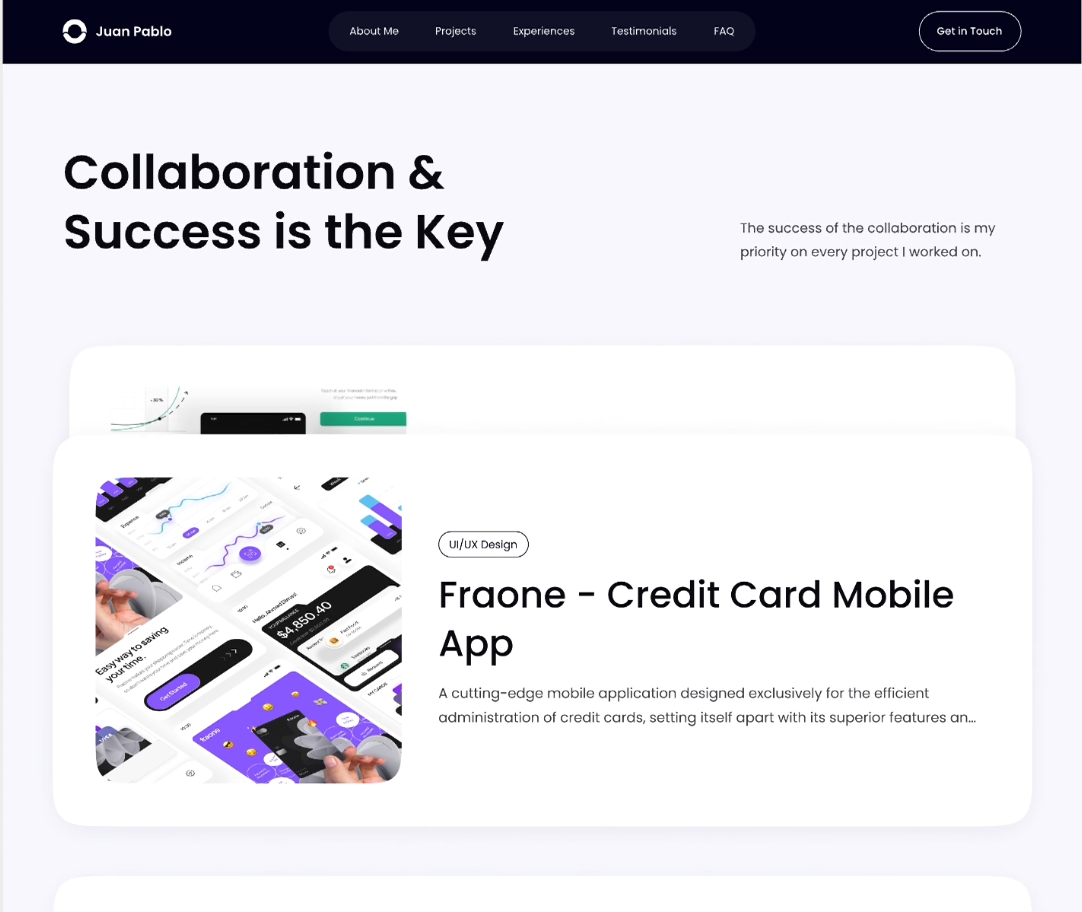 Juan Pablo
About Me
Projects
Experiences
Testimonials
FAQ
Get in Touch
Collaboration &
Success is the Key
The success of the collaboration is my
priority on every project I worked on.
Continue
UI/UX Design
Fraone - Credit Card Mobile
App
A cutting-edge mobile application designed exclusively for the efficient
administration of credit cards, setting itself apart with its superior features an...
Expense
$4,850.40
Easy way to saving
your time.
Get Started